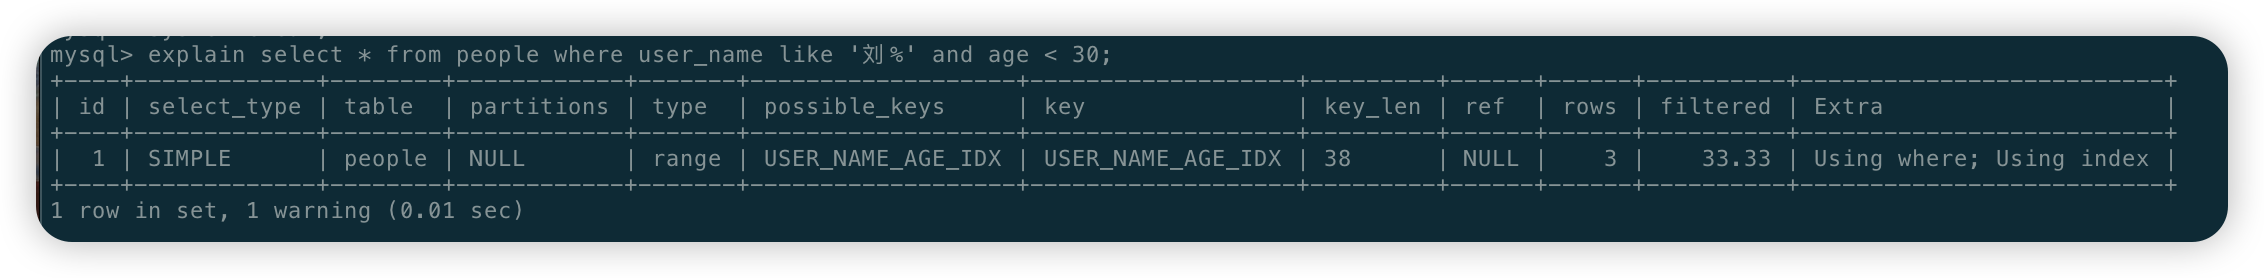 mysql> explain select * from people where user_name like '刘%' and age < 30;
+----+-------------+--------+------------+-------+-------------------+-------------------+---------+------+------+----------+--------------------------+
| id | select_type | table  | partitions | type  | possible_keys     | key               | key_len | ref  | rows | filtered | Extra                    |
+----+-------------+--------+------------+-------+-------------------+-------------------+---------+------+------+----------+--------------------------+
|  1 | SIMPLE      | people | NULL       | range | USER_NAME_AGE_IDX | USER_NAME_AGE_IDX | 38      | NULL |    3 |    33.33 | Using where; Using index |
+----+-------------+--------+------------+-------+-------------------+-------------------+---------+------+------+----------+--------------------------+
1 row in set, 1 warning (0.01 sec)